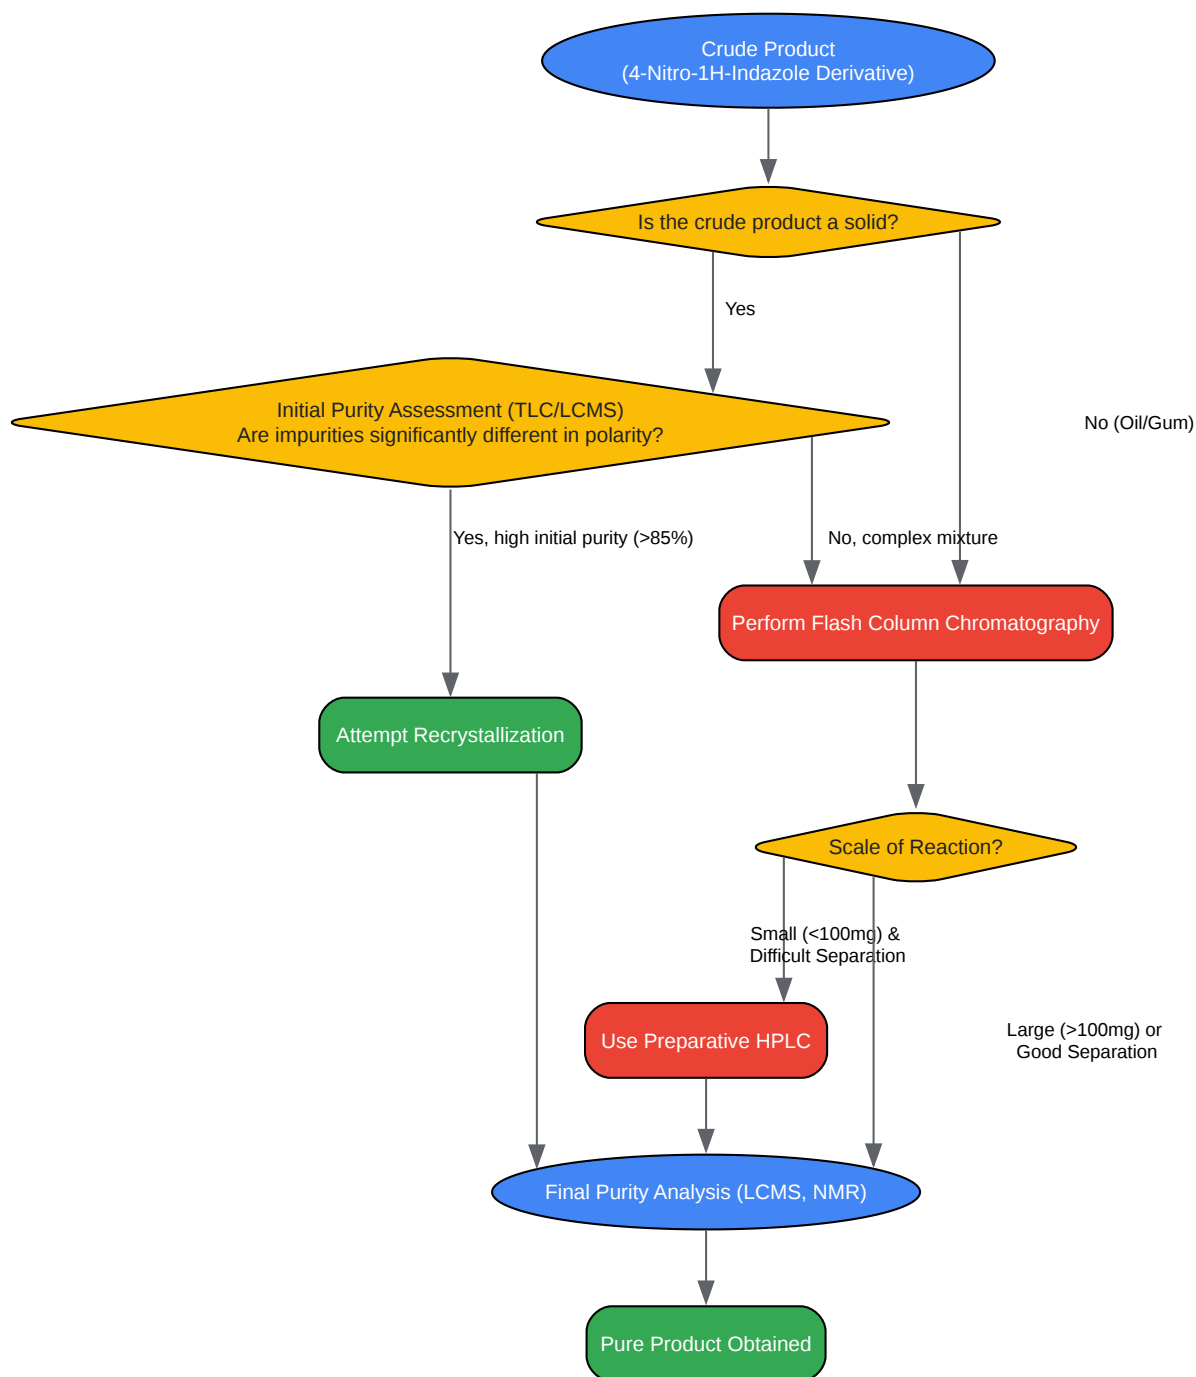 Crude Product
(4-Nitro-1H-Indazole Derivative)
Is the crude product a solid?
Yes
Initial Purity Assessment (TLC/LCMS)
Are impurities significantly different in polarity?
No (Oil/Gum)
Yes, high initial purity (>85%)
No, complex mixture
Perform Flash Column Chromatography
Attempt Recrystallization
Scale of Reaction?
Small (<100mg) &
Difficult Separation
Large (>100mg) or
Good Separation
Use Preparative HPLC
Final Purity Analysis (LCMS, NMR)
Pure Product Obtained